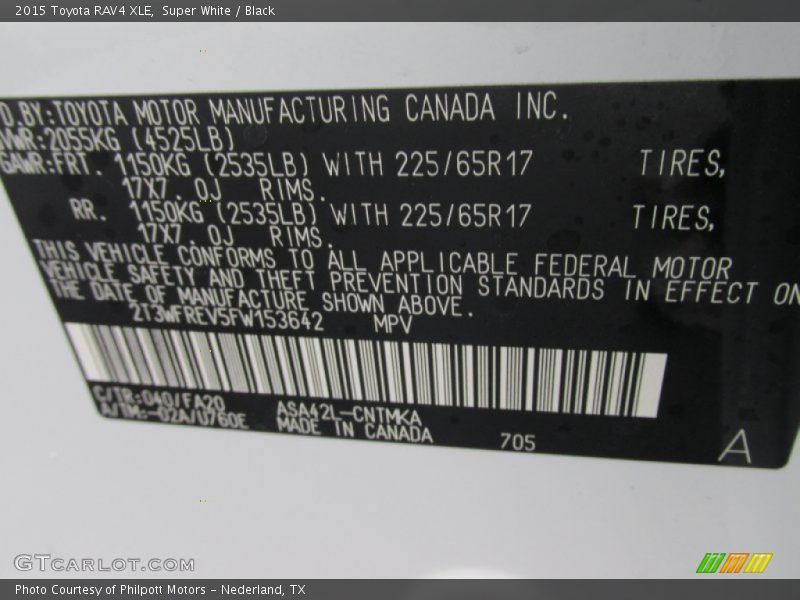 2015 Toyota RAV4 XLE, Super White / Black
D BY:TOYOTA MOTOR MANUFACTURING CANADA INC.
VWR:2055KG (4525LB)
GAWR:FRT. 1150KG (2535LB) WITH 225/65R17 TIRES,
17X7.0J RIMS.
RR. 1150KG (2535LB) WITH 225/65R17 TIRES,
17X7.0J RIMS.
THIS VEHICLE CONFORMS TO ALL APPLICABLE FEDERAL MOTOR
VEHICLE SAFETY AND THEFT PREVENTION STANDARDS IN EFFECT ON
THE DATE OF MANUFACTURE SHOWN ABOVE.
2T3WFREV5FW153642 MPV
C/TR:040/FA20 ASA42L-CNTMKA
A/TM:-02A/U760E MADE IN CANADA 705 A
GTCARLOT.COM
Photo Courtesy of Philpott Motors - Nederland, TX